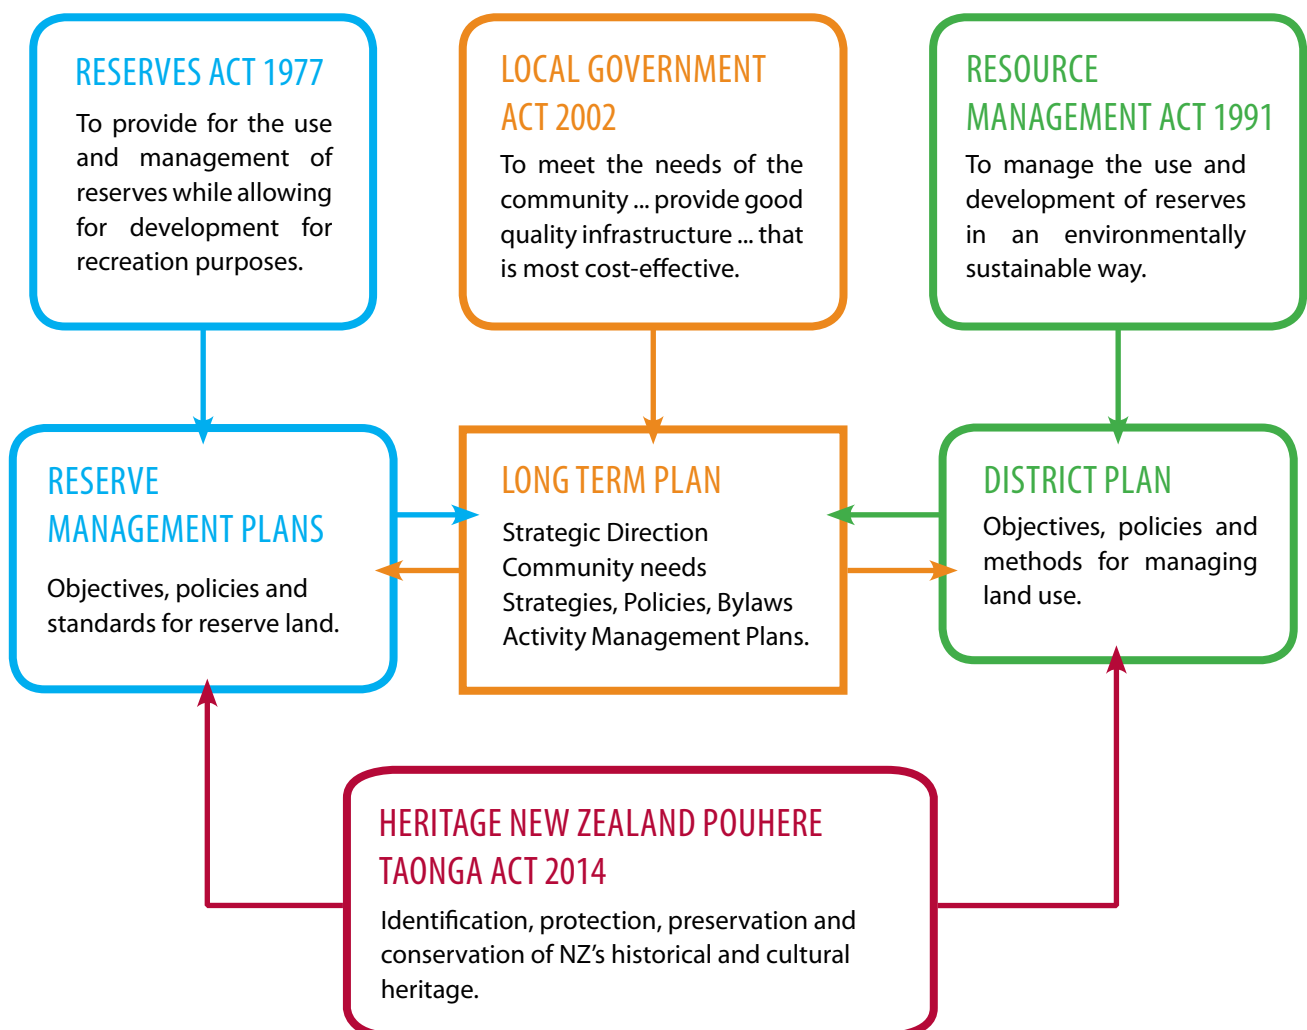 RESERVES ACT 1977
To provide for the use
and management of
reserves while allowing
for development for
recreation purposes.
LOCAL GOVERNMENT
ACT 2002
To meet the needs of the
community ... provide good
quality infrastructure ... that
is most cost-effective.
RESOURCE
MANAGEMENT ACT 1991
To manage the use and
development of reserves
in an environmentally
sustainable way.
RESERVE
MANAGEMENT PLANS
Objectives, policies and
standards for reserve land.
LONG TERM PLAN
Strategic Direction
Community needs
Strategies, Policies, Bylaws
Activity Management Plans.
DISTRICT PLAN
Objectives, policies and
methods for managing
land use.
HERITAGE NEW ZEALAND POUHERE
TAONGA ACT 2014
Identification, protection, preservation and
conservation of NZ's historical and cultural
heritage.